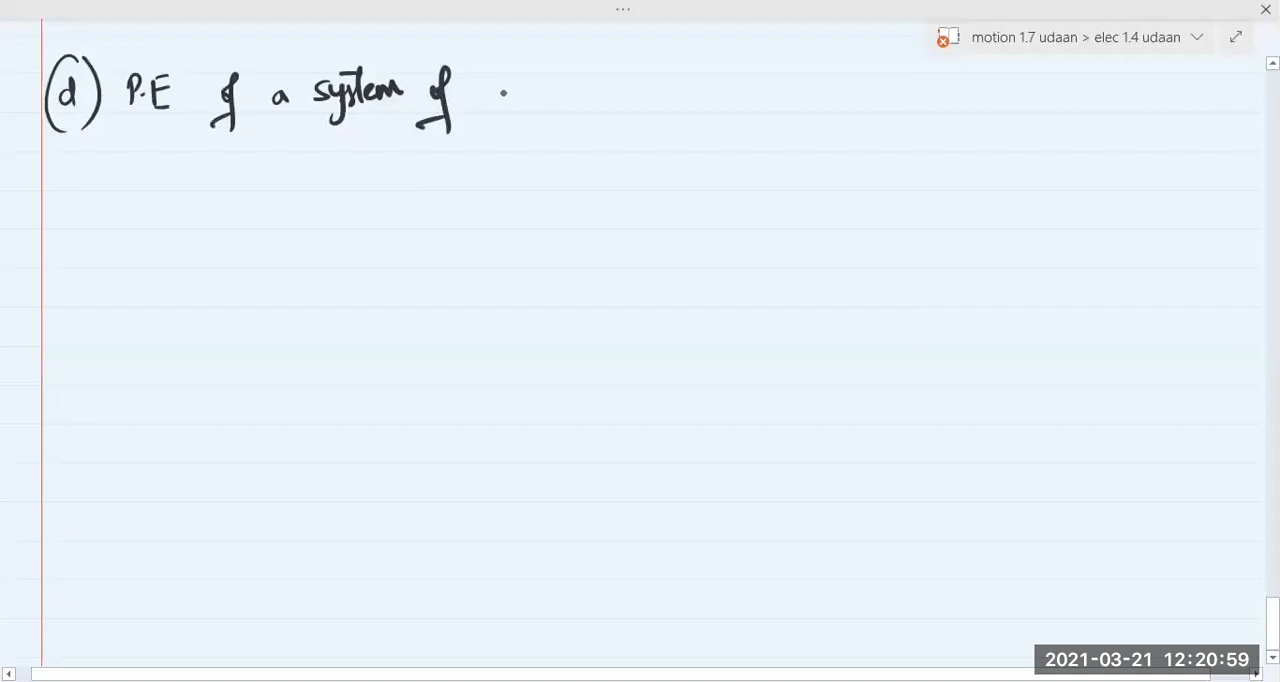 ...
motion 1.7 udaan > elec 1.4 udaan
(d) P.E of a system of
2021-03-21 12:20:59